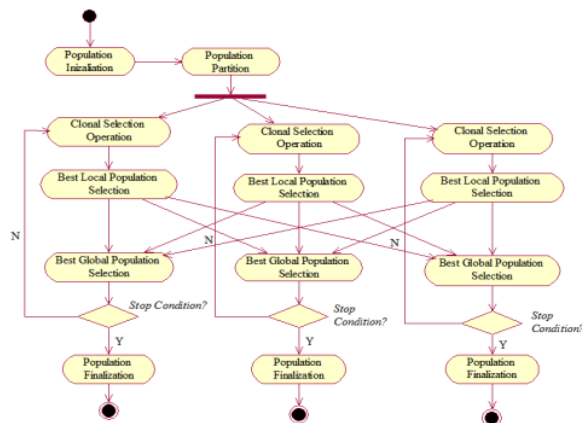 Population
Inizaliation
Population
Partition
Clonal Selection
Operation
Clonal Selection
Operation
Clonal Selection
Operation
Best Local Population
Selection
Best Local Population
Selection
Best Local Population
Selection
N
N
N
Best Global Population
Selection
Best Global Population
Selection
Best Global Population
Selection
Stop Condition?
Stop
Condition?
Stop
Condition?
Y
Y
Y
Population
Finalization
Population
Finalization
Population
Finalization